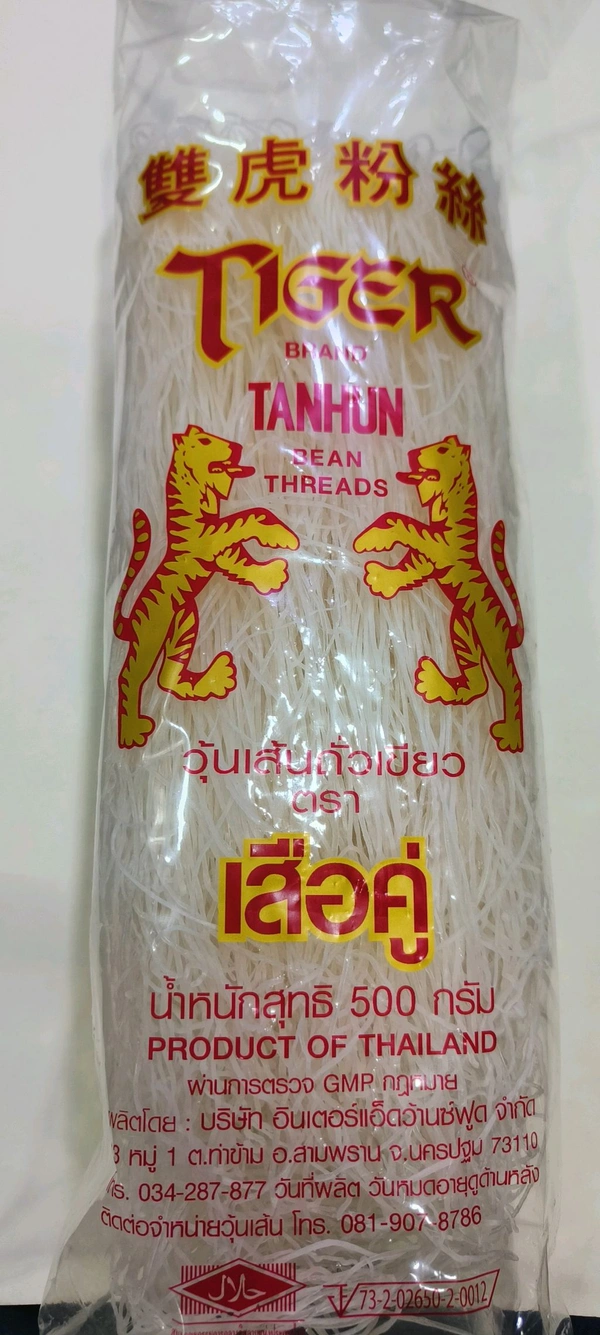 雙虎粉絲
TIGER
BRAND
TANHUN
BEAN
THREADS
วุ้นเส้นถั่วเขียว
ตรา
เสือคู่
น้ำหนักสุทธิ 500 กรัม
PRODUCT OF THAILAND
ผ่านการตรวจ GMP กฎหมาย
ผลิตโดย : บริษัท อินเตอร์แอ็ดอ้านซ์ฟูด จำกัด
หมู่ 1 ต.ท่าข้าม อ.สามพราน จ.นครปฐม 73110
โทร. 034-287-877 วันที่ผลิต วันหมดอายุดูด้านหลัง
ติดต่อจำหน่ายวุ้นเส้น โทร. 081-907-8786
حلال
73-2-02650-2-0012